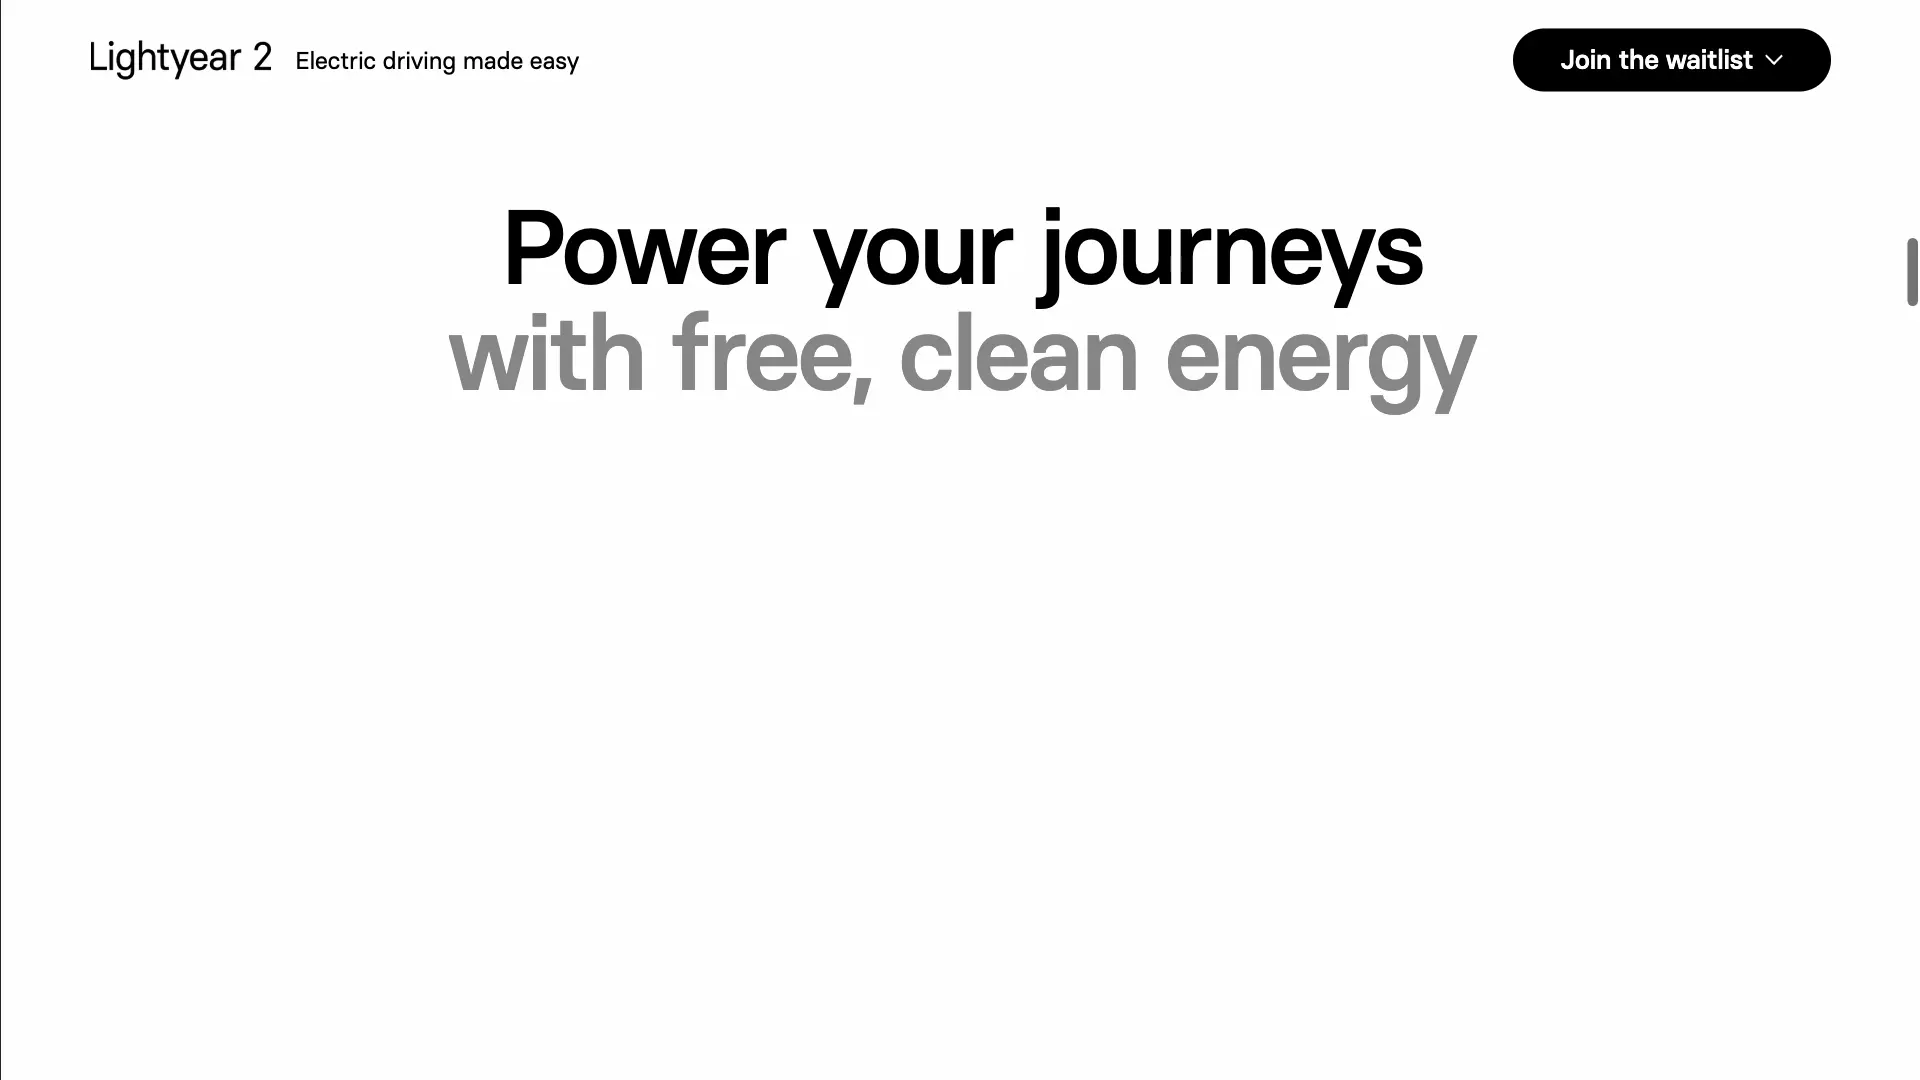 Lightyear 2 Electric driving made easy
Join the waitlist
Power your journeys
with free, clean energy